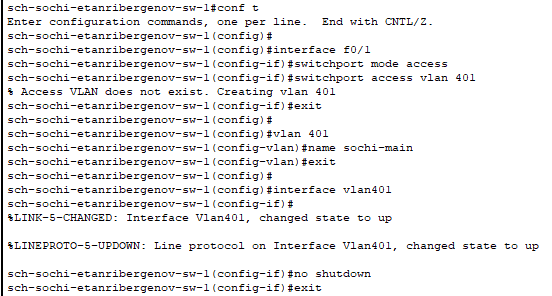 sch-sochi-etanribergenov-sw-1#conf t
Enter configuration commands, one per line.  End with CNTL/Z.
sch-sochi-etanribergenov-sw-1(config)#
sch-sochi-etanribergenov-sw-1(config)#interface f0/1
sch-sochi-etanribergenov-sw-1(config-if)#switchport mode access
sch-sochi-etanribergenov-sw-1(config-if)#switchport access vlan 401
% Access VLAN does not exist. Creating vlan 401
sch-sochi-etanribergenov-sw-1(config-if)#exit
sch-sochi-etanribergenov-sw-1(config)#
sch-sochi-etanribergenov-sw-1(config)#vlan 401
sch-sochi-etanribergenov-sw-1(config-vlan)#name sochi-main
sch-sochi-etanribergenov-sw-1(config-vlan)#exit
sch-sochi-etanribergenov-sw-1(config)#
sch-sochi-etanribergenov-sw-1(config)#interface vlan401
sch-sochi-etanribergenov-sw-1(config-if)#
%LINK-5-CHANGED: Interface Vlan401, changed state to up
%LINEPROTO-5-UPDOWN: Line protocol on Interface Vlan401, changed state to up
sch-sochi-etanribergenov-sw-1(config-if)#no shutdown
sch-sochi-etanribergenov-sw-1(config-if)#exit